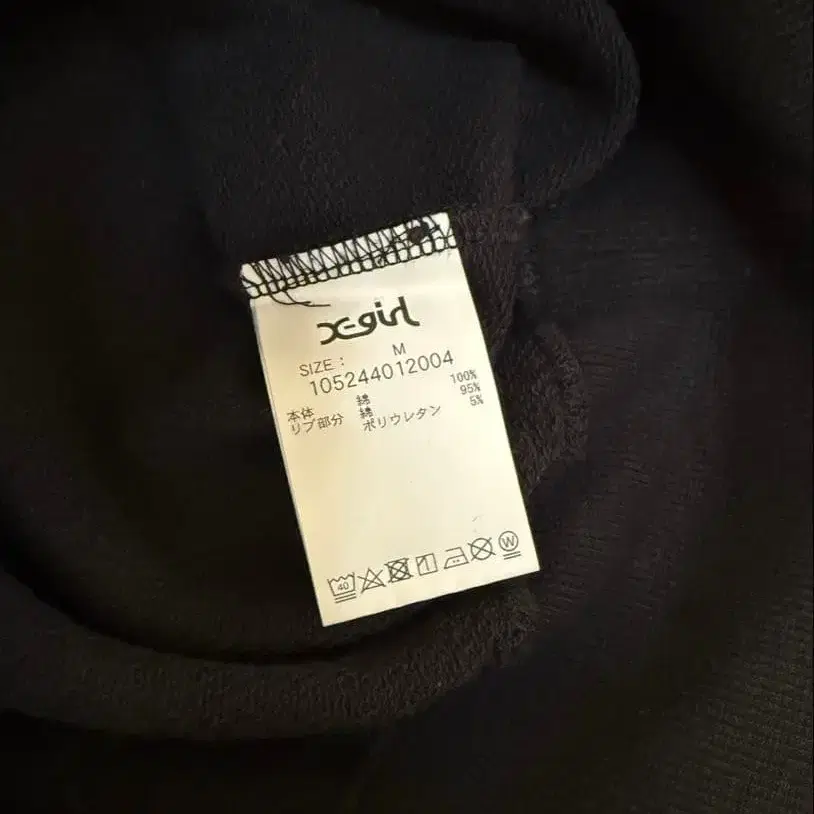 X-girl
SIZE : M
105244012004
本体 綿 100%
リブ部分 綿 95%
ポリウレタン 5%
40
W